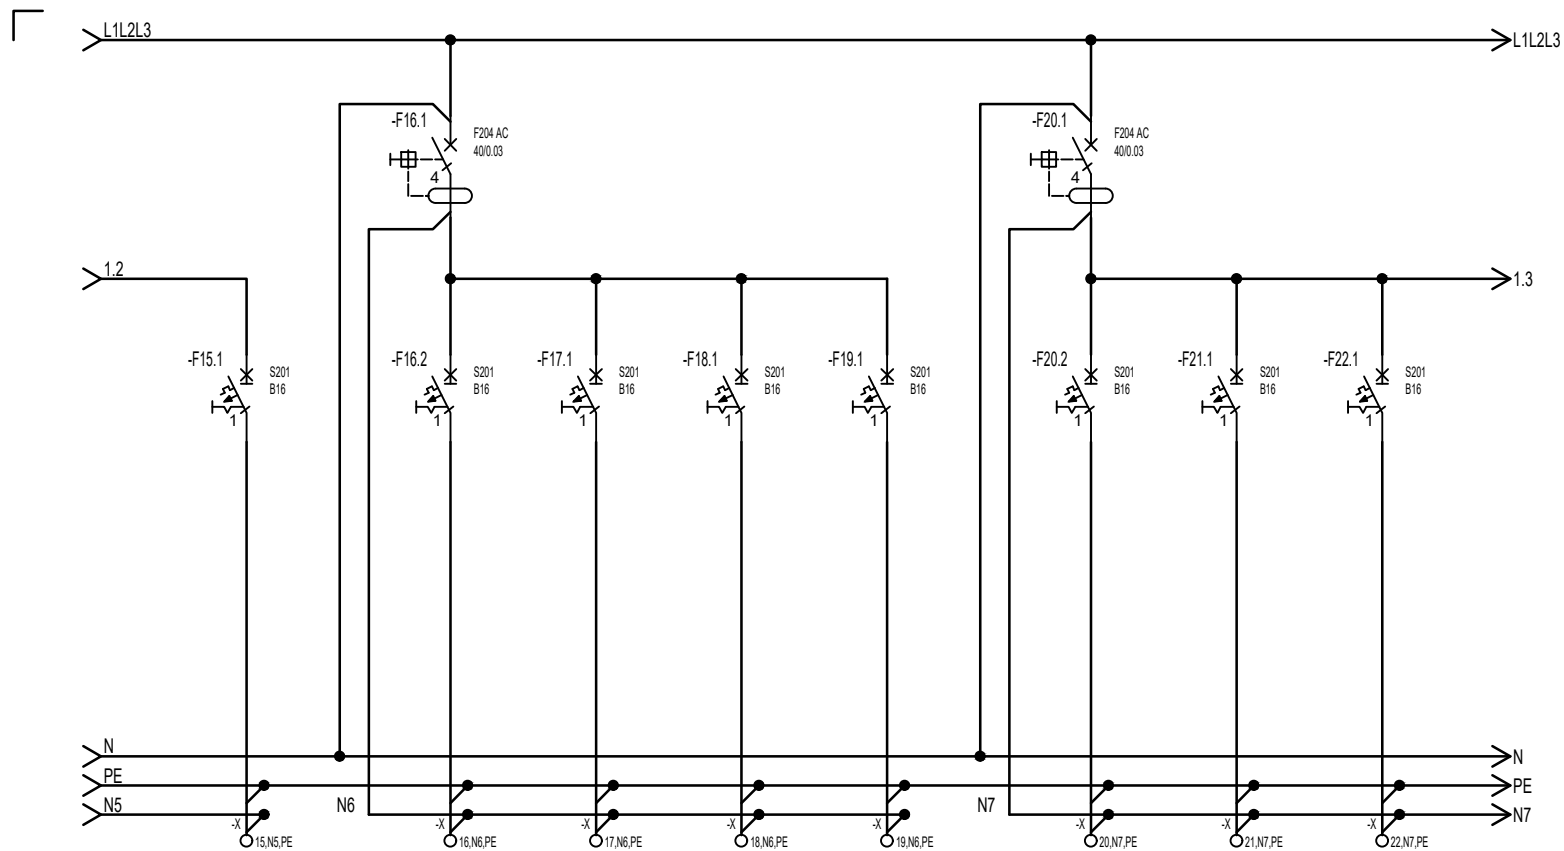 L1L2L3
L1L2L3
-F16.1
F204 AC
40/0.03
4
-F20.1
F204 AC
40/0.03
4
1.2
1.3
-F15.1
S201
B16
1
-F16.2
S201
B16
1
-F17.1
S201
B16
1
-F18.1
S201
B16
1
-F19.1
S201
B16
1
-F20.2
S201
B16
1
-F21.1
S201
B16
1
-F22.1
S201
B16
1
N
N
PE
PE
N5
N6
N7
N7
-X
15,N5,PE
-X
16,N6,PE
-X
17,N6,PE
-X
18,N6,PE
-X
19,N6,PE
-X
20,N7,PE
-X
21,N7,PE
-X
22,N7,PE